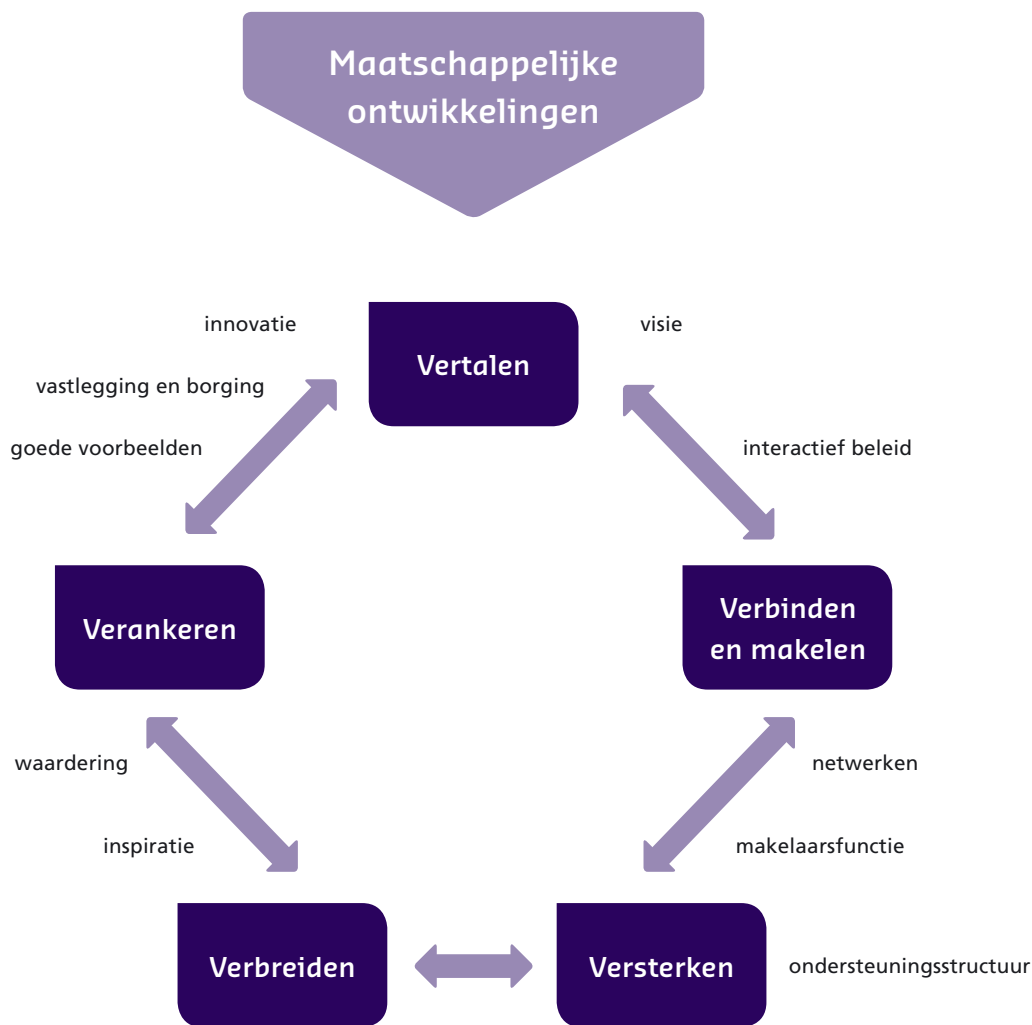 Maatschappelijke
ontwikkelingen
innovatie
Vertalen
visie
vastlegging en borging
goede voorbeelden
interactief beleid
Verankeren
Verbinden
en makelen
waardering
netwerken
inspiratie
makelaarsfunctie
Verbreiden
Versterken
ondersteuningsstructuur